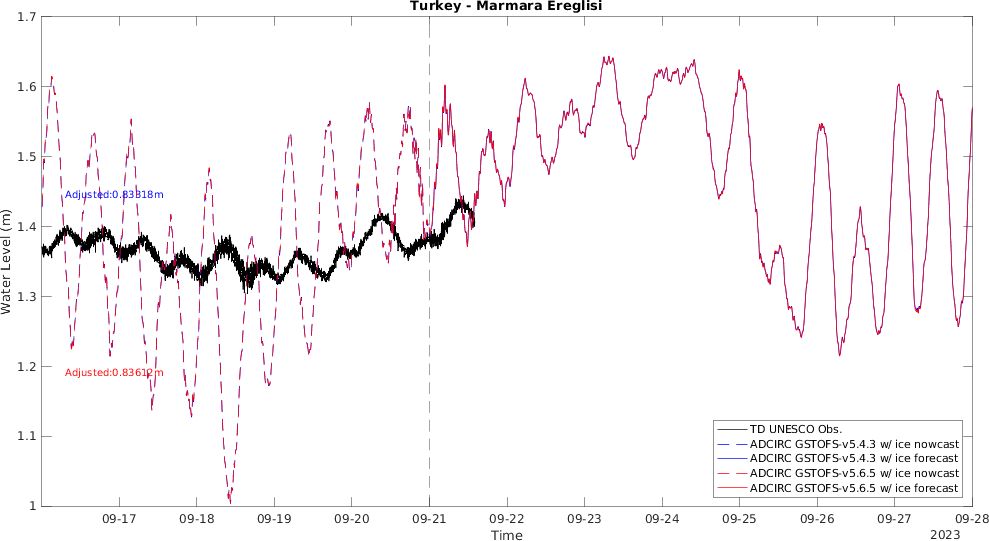 Turkey - Marmara Ereglisi
1.7
1.6
1.5
1.4
1.3
1.2
1.1
1
Water Level (m)
Adjusted:0.83318m
Adjusted:0.83612m
TD UNESCO Obs.
ADCIRC GSTOFS-v5.4.3 w/ ice nowcast
ADCIRC GSTOFS-v5.4.3 w/ ice forecast
ADCIRC GSTOFS-v5.6.5 w/ ice nowcast
ADCIRC GSTOFS-v5.6.5 w/ ice forecast
09-17 09-18 09-19 09-20 09-21 09-22 09-23 09-24 09-25 09-26 09-27 09-28
Time
2023